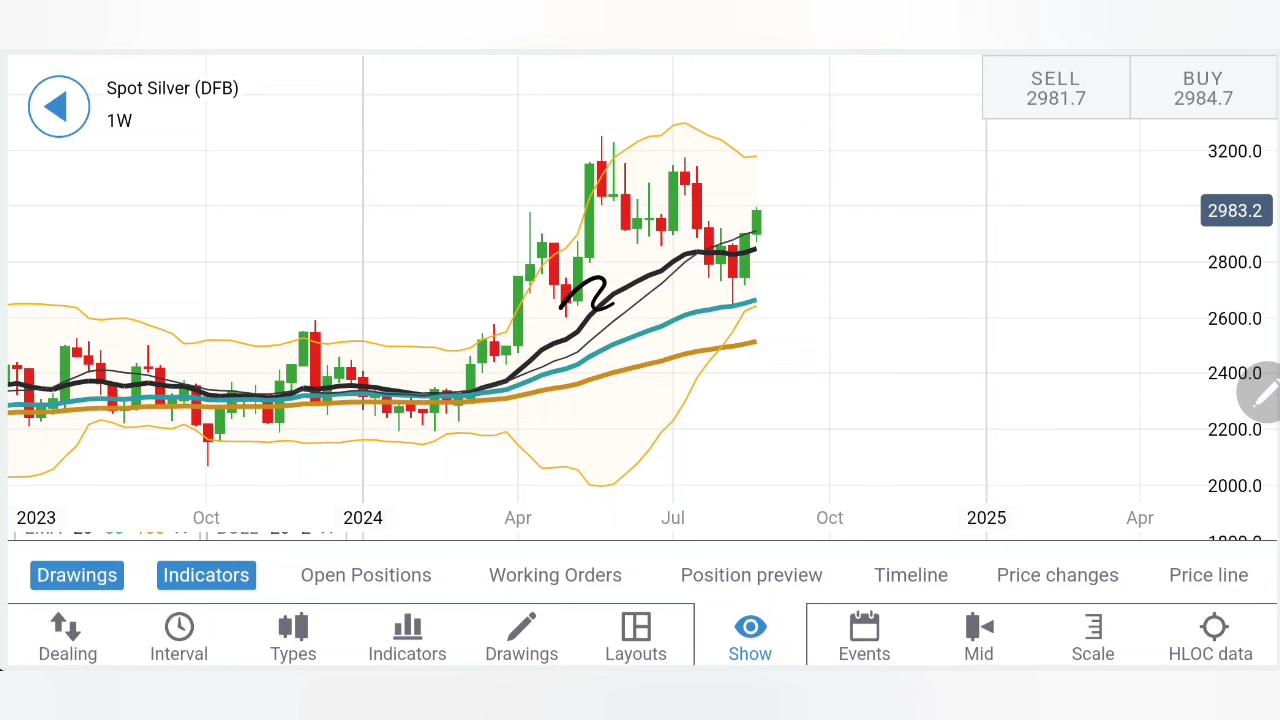 Spot Silver (DFB)
1W
SELL
2981.7
BUY
2984.7
3200.0
2983.2
2800.0
2600.0
2400.0
2200.0
2000.0
2023 Oct 2024 Apr Jul Oct 2025 Apr
Drawings Indicators Open Positions Working Orders Position preview Timeline Price changes Price line
Dealing Interval Types Indicators Drawings Layouts Show Events Mid Scale HLOC data